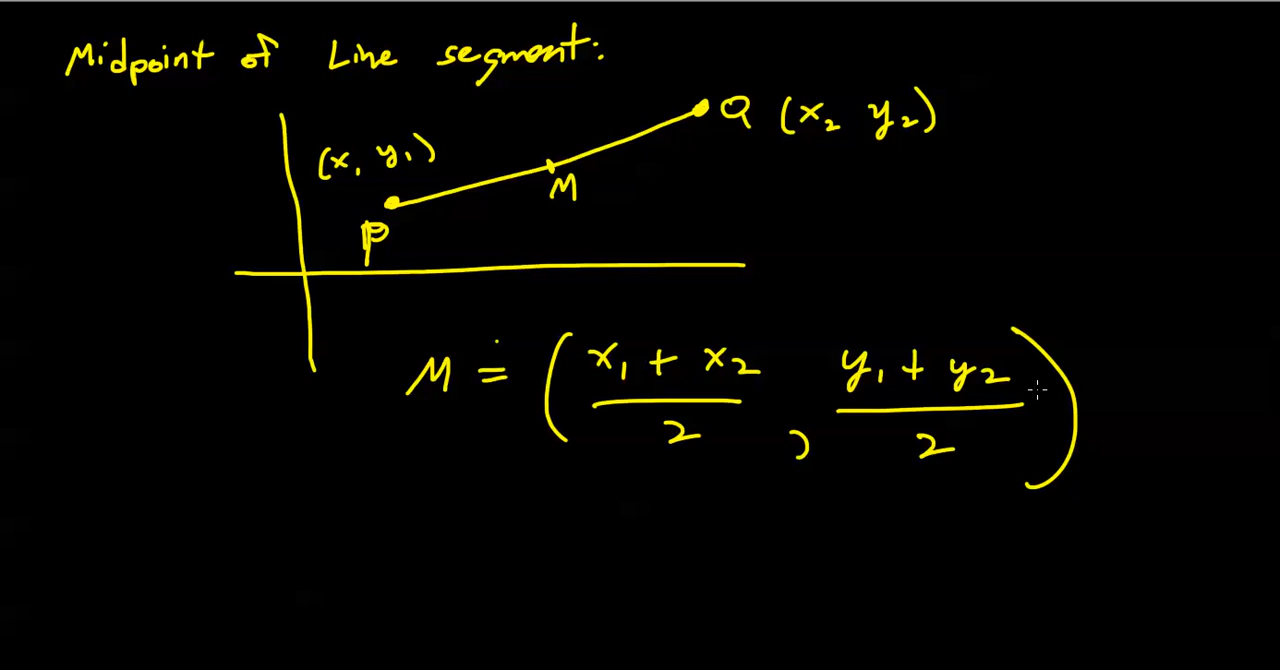 Midpoint of Line segment:
Q (x₂ y₂)
(x₁ y₁)
M
P
M = ( x₁ + x₂ / 2 , y₁ + y₂ / 2 )